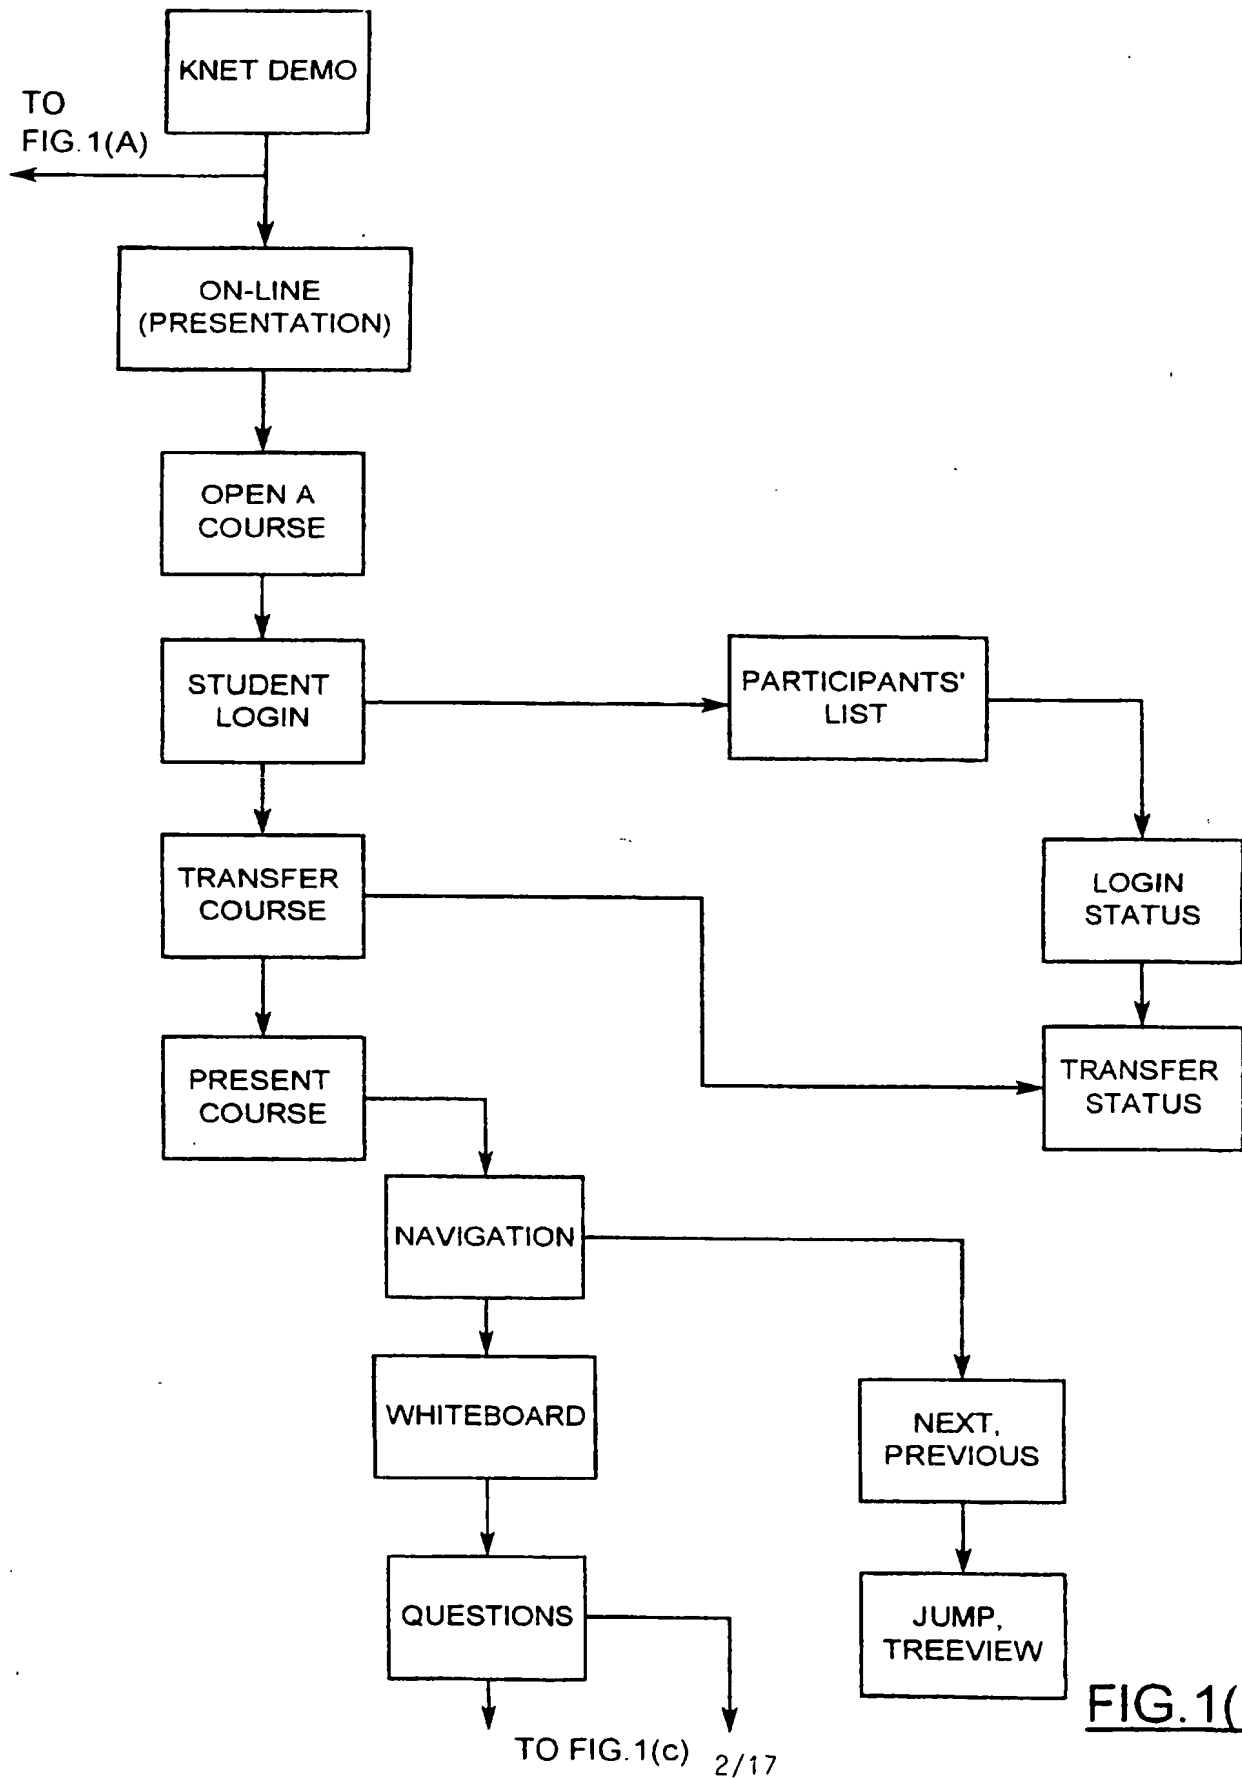 KNET DEMO
TO
FIG.1(A)
ON-LINE
(PRESENTATION)
OPEN A
COURSE
STUDENT
LOGIN
PARTICIPANTS'
LIST
TRANSFER
COURSE
LOGIN
STATUS
PRESENT
COURSE
TRANSFER
STATUS
NAVIGATION
WHITEBOARD
NEXT,
PREVIOUS
QUESTIONS
JUMP,
TREEVIEW
FIG.1(
TO FIG.1(c)
2/17